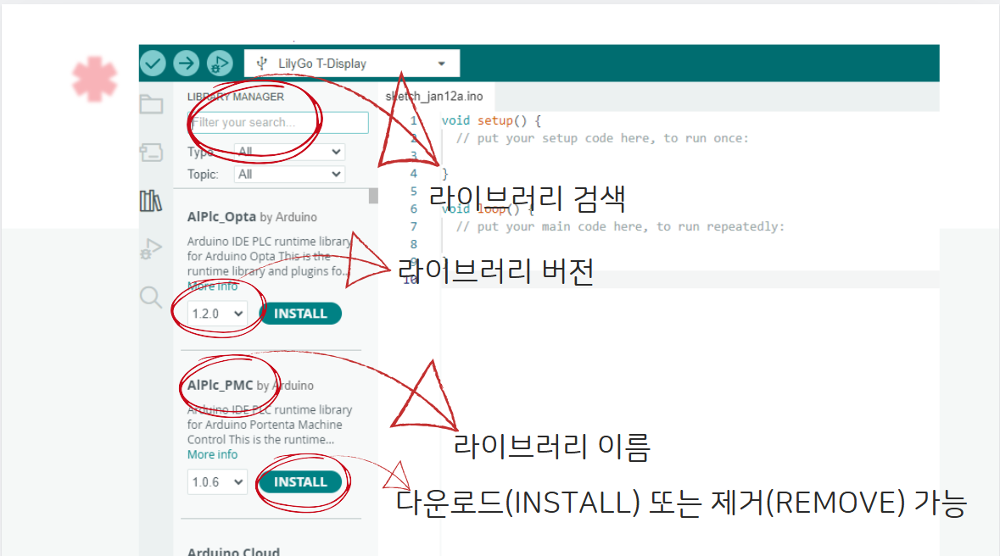 LilyGo T-Display
LIBRARY MANAGER
Filter your search...
Type: All
Topic: All
AlPlc_Opta by Arduino
Arduino IDE PLC runtime library
for Arduino Opta This is the
runtime library and plugins fo...
More info
1.2.0 INSTALL
AlPlc_PMC by Arduino
Arduino IDE PLC runtime library
for Arduino Portenta Machine
Control This is the runtime...
More info
1.0.6 INSTALL
Arduino Cloud
sketch_jan12a.ino
1 void setup() {
2 // put your setup code here, to run once:
3
4 }
5
6 void loop() {
7 // put your main code here, to run repeatedly:
8
9
10
라이브러리 검색
라이브러리 버전
라이브러리 이름
다운로드(INSTALL) 또는 제거(REMOVE) 가능